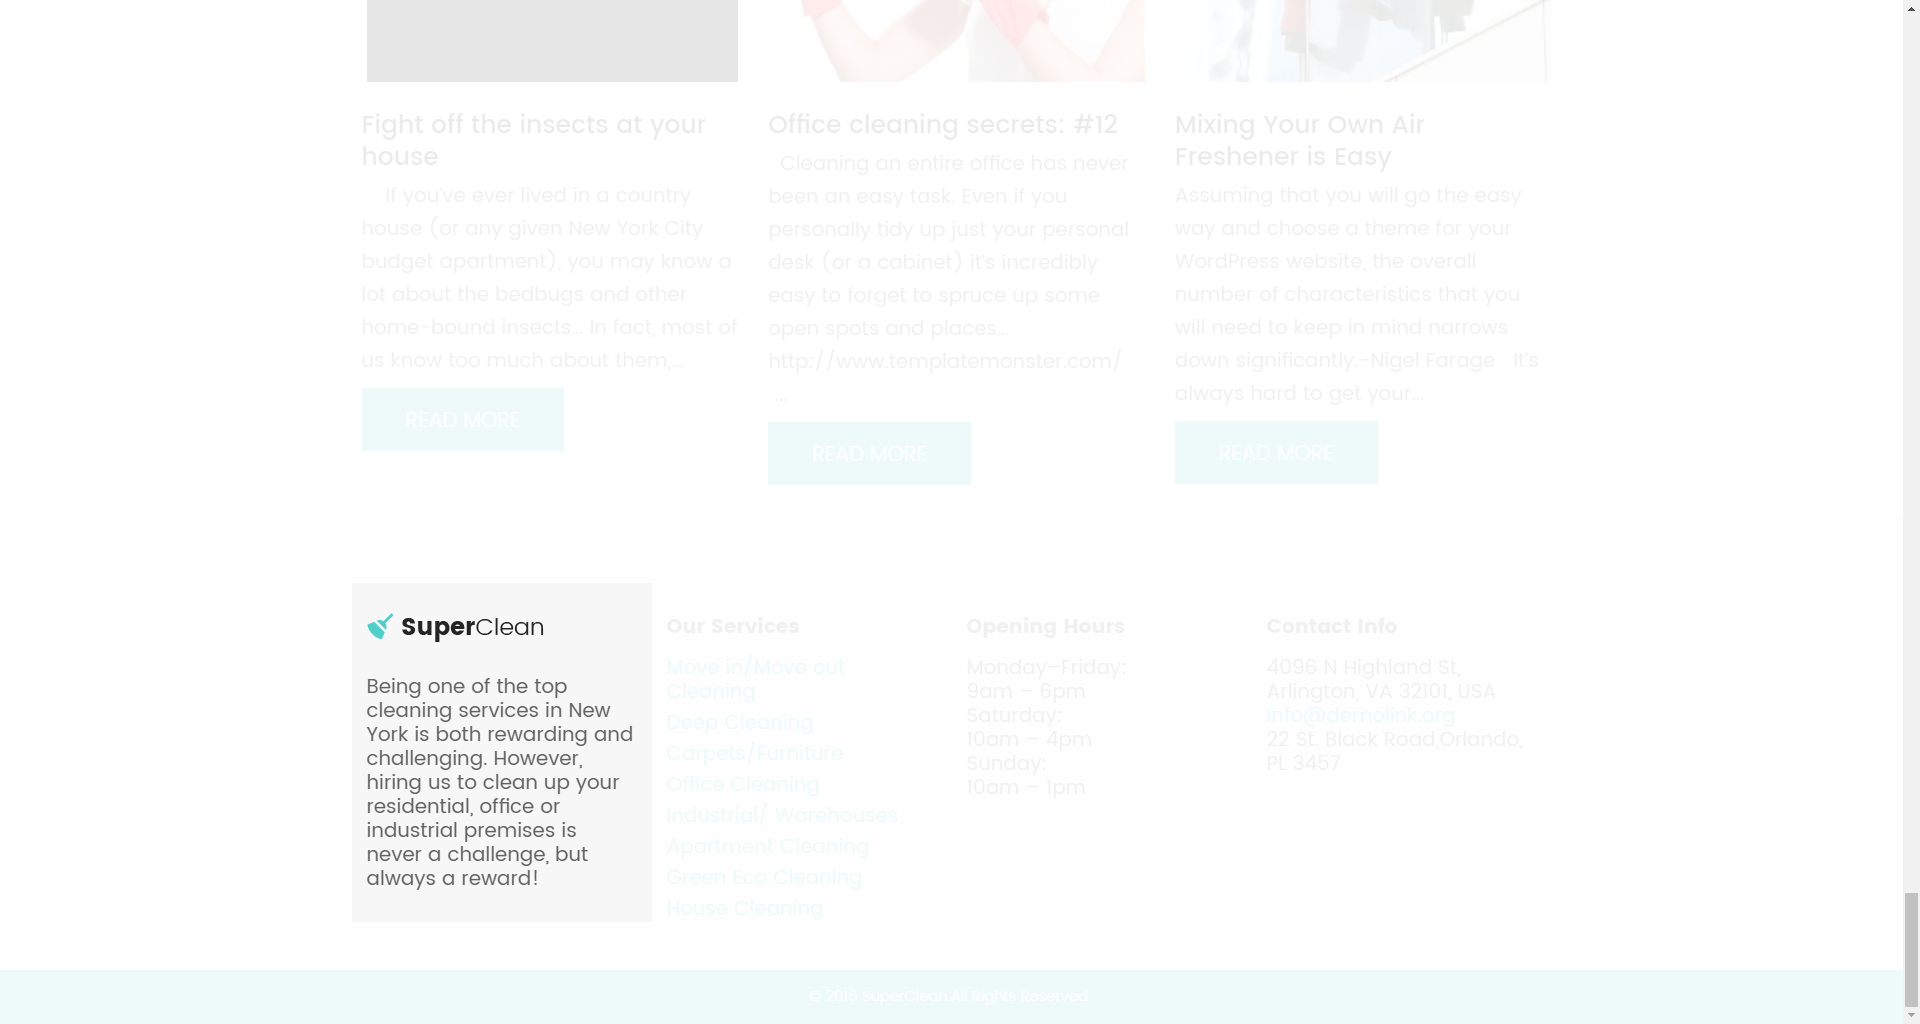 Fight off the insects at your
house
If you've ever lived in a country
house (or any given New York City
budget apartment), you may know a
lot about the bedbugs and other
home-bound insects... In fact, most of
us know too much about them,...
READ MORE
Office cleaning secrets: #12
Cleaning an entire office has never
been an easy task. Even if you
personally tidy up just your personal
desk (or a cabinet) it's incredibly
easy to forget to spruce up some
open spots and places...
http://www.templatemonster.com/
...
READ MORE
Mixing Your Own Air
Freshener is Easy
Assuming that you will go the easy
way and choose a theme for your
WordPress website, the overall
number of characteristics that you
will need to keep in mind narrows
down significantly.-Nigel Farage   It's
always hard to get your...
READ MORE
SuperClean
Being one of the top
cleaning services in New
York is both rewarding and
challenging. However,
hiring us to clean up your
residential, office or
industrial premises is
never a challenge, but
always a reward!
Our Services
Move in/Move out
Cleaning
Deep Cleaning
Carpets/Furniture
Office Cleaning
Industrial/ Warehouses
Apartment Cleaning
Green Eco Cleaning
House Cleaning
Opening Hours
Monday–Friday:
9am – 6pm
Saturday:
10am – 4pm
Sunday:
10am – 1pm
Contact Info
4096 N Highland St,
Arlington, VA 32101, USA
info@demolink.org
22 St. Black Road,Orlando,
PL 3457
© 2016 SuperClean.All Rights Reserved